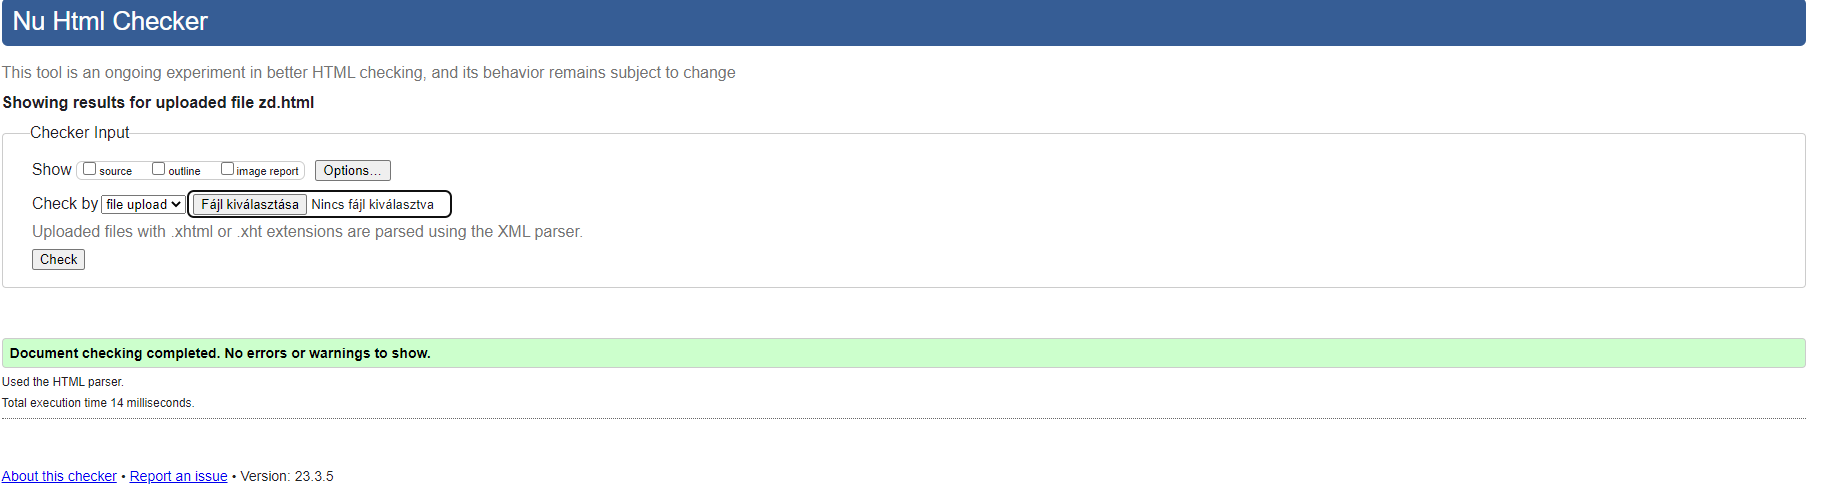 Nu Html Checker
This tool is an ongoing experiment in better HTML checking, and its behavior remains subject to change
Showing results for uploaded file zd.html
Checker Input
Show source outline image report Options...
Check by file upload Fájl kiválasztása Nincs fájl kiválasztva
Uploaded files with .xhtml or .xht extensions are parsed using the XML parser.
Check
Document checking completed. No errors or warnings to show.
Used the HTML parser.
Total execution time 14 milliseconds.
About this checker • Report an issue • Version: 23.3.5